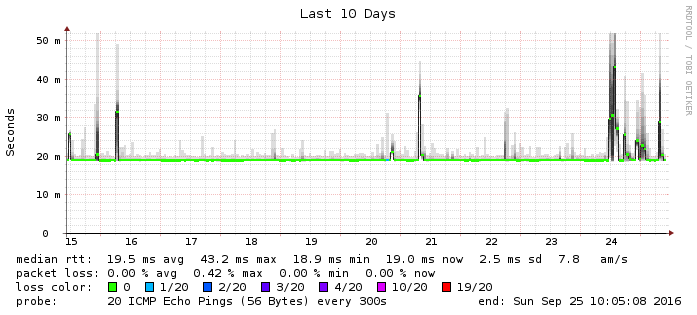 Last 10 Days
RRDTOOL / TOBI OETIKER
Seconds
50 m
40 m
30 m
20 m
10 m
0
15 16 17 18 19 20 21 22 23 24
median rtt: 19.5 ms avg 43.2 ms max 18.9 ms min 19.0 ms now 2.5 ms sd 7.8 am/s
packet loss: 0.00 % avg 0.42 % max 0.00 % min 0.00 % now
loss color: 0 1/20 2/20 3/20 4/20 10/20 19/20
probe: 20 ICMP Echo Pings (56 Bytes) every 300s end: Sun Sep 25 10:05:08 2016